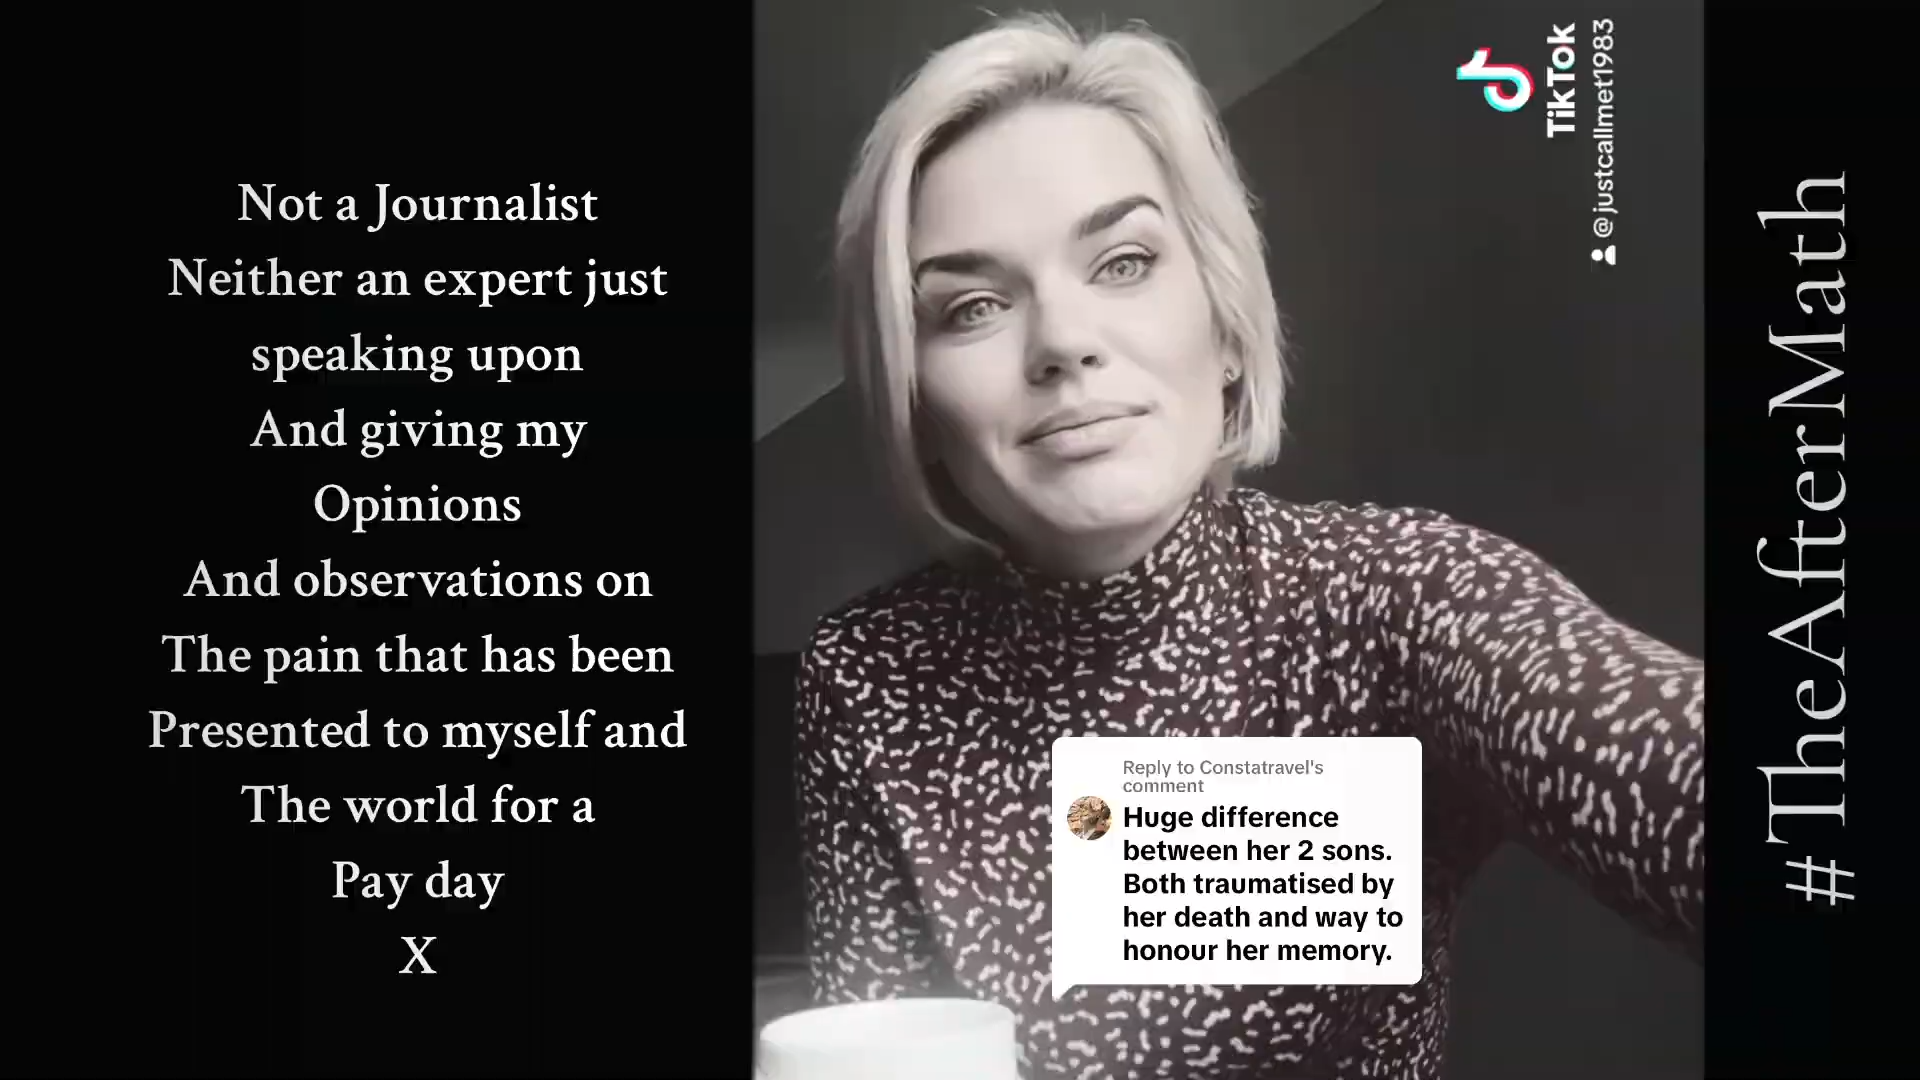 Not a Journalist
Neither an expert just
speaking upon
And giving my
Opinions
And observations on
The pain that has been
Presented to myself and
The world for a
Pay day
X
TikTok
@justcallmet1983
Reply to Constatravel's
comment
Huge difference
between her 2 sons.
Both traumatised by
her death and way to
honour her memory.
#TheAfterMath